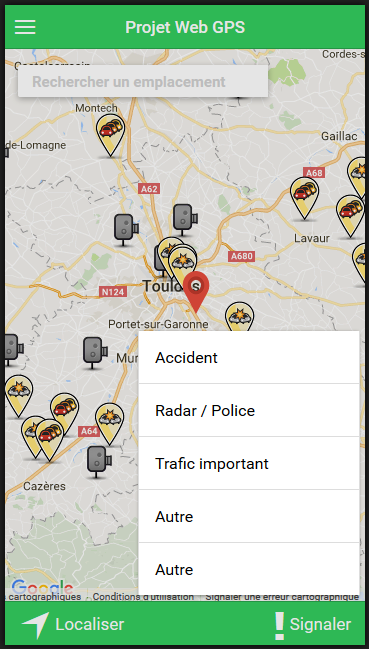 Projet Web GPS
Cordes-s
Rechercher un emplacement
Montech
de-Lomagne
Gaillac
A68
A62
Lavaur
A680
Toulo s
N124
Portet-sur-Garonne
Mur
Accident
Radar / Police
Trafic important
A64
Cazères
Autre
Autre
Google
cartographiques
Conditions d'utilisation
Signaler une erreur cartographique
Localiser
Signaler